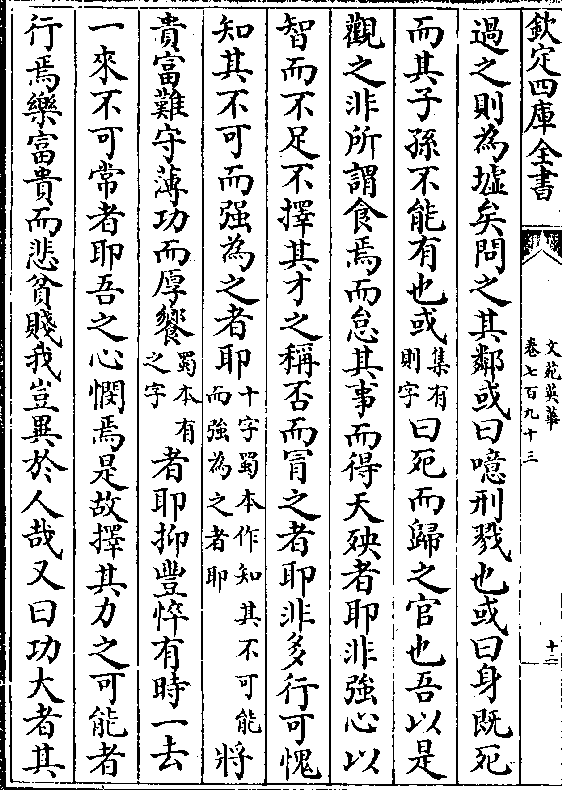 欽定四庫全書
文苑英華
卷七百九十三
十二
過之則為墟矣問之其鄰或曰噫刑戮也或曰身既死
而其子孫不能有也或集有則字曰死而歸之官也吾以是
觀之非所謂食焉而怠其事而得天殃者耶非強心以
智而不足不擇其才之稱否而冐之者耶非多行可愧
知其不可而强為之者耶十字蜀本作知其不可能而強為之者耶將
貴富難守薄功而厚饗蜀本有之字者耶抑豐悴有時一去
一來不可常者耶吾之心憫焉是故擇其力之可能者
行焉樂富貴而悲貧賤我豈異於人哉又曰功大者其